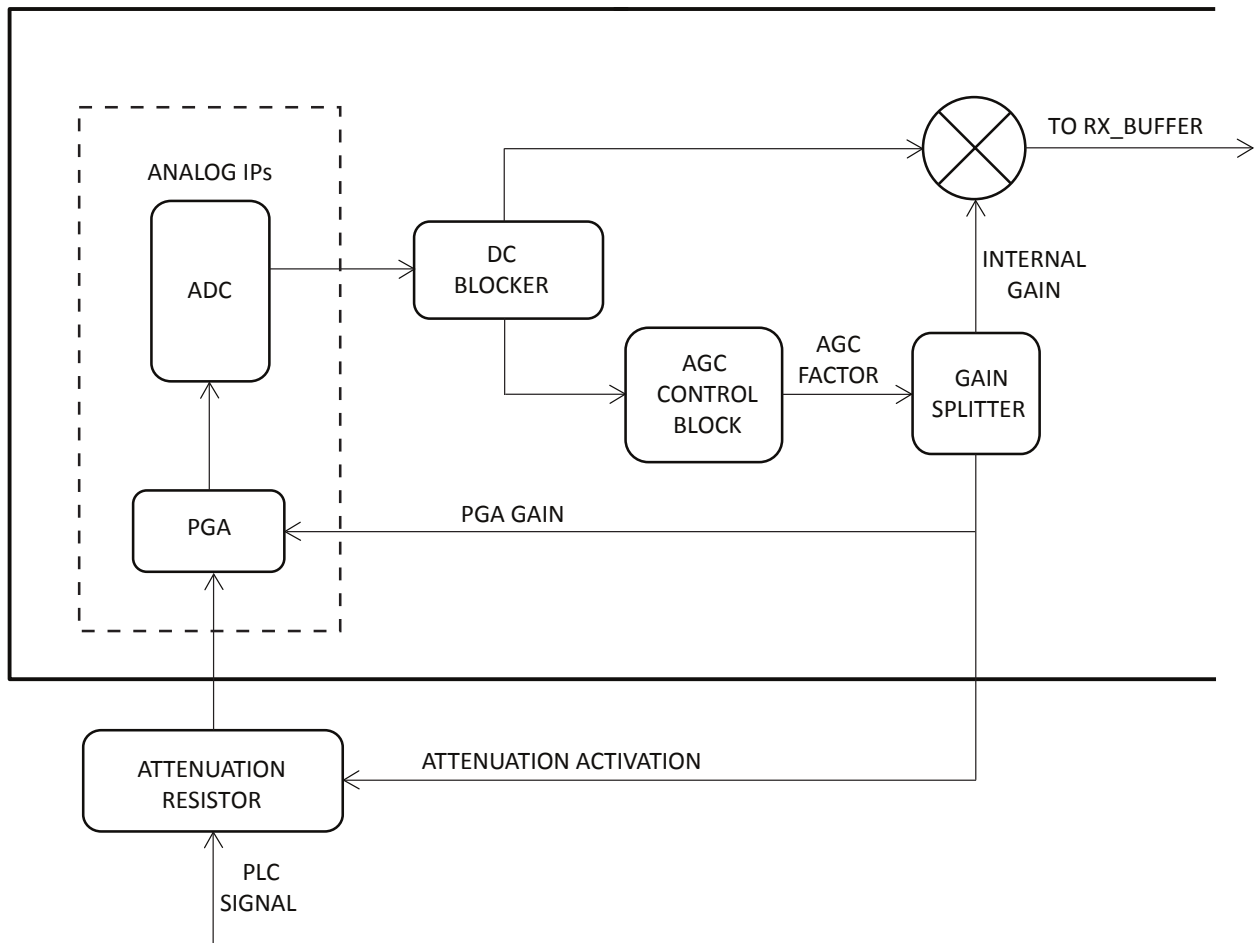 TO RX_BUFFER
ANALOG IPs
ADC
DC
BLOCKER
INTERNAL
GAIN
AGC
CONTROL
BLOCK
AGC
FACTOR
GAIN
SPLITTER
PGA
PGA GAIN
ATTENUATION
RESISTOR
ATTENUATION ACTIVATION
PLC
SIGNAL